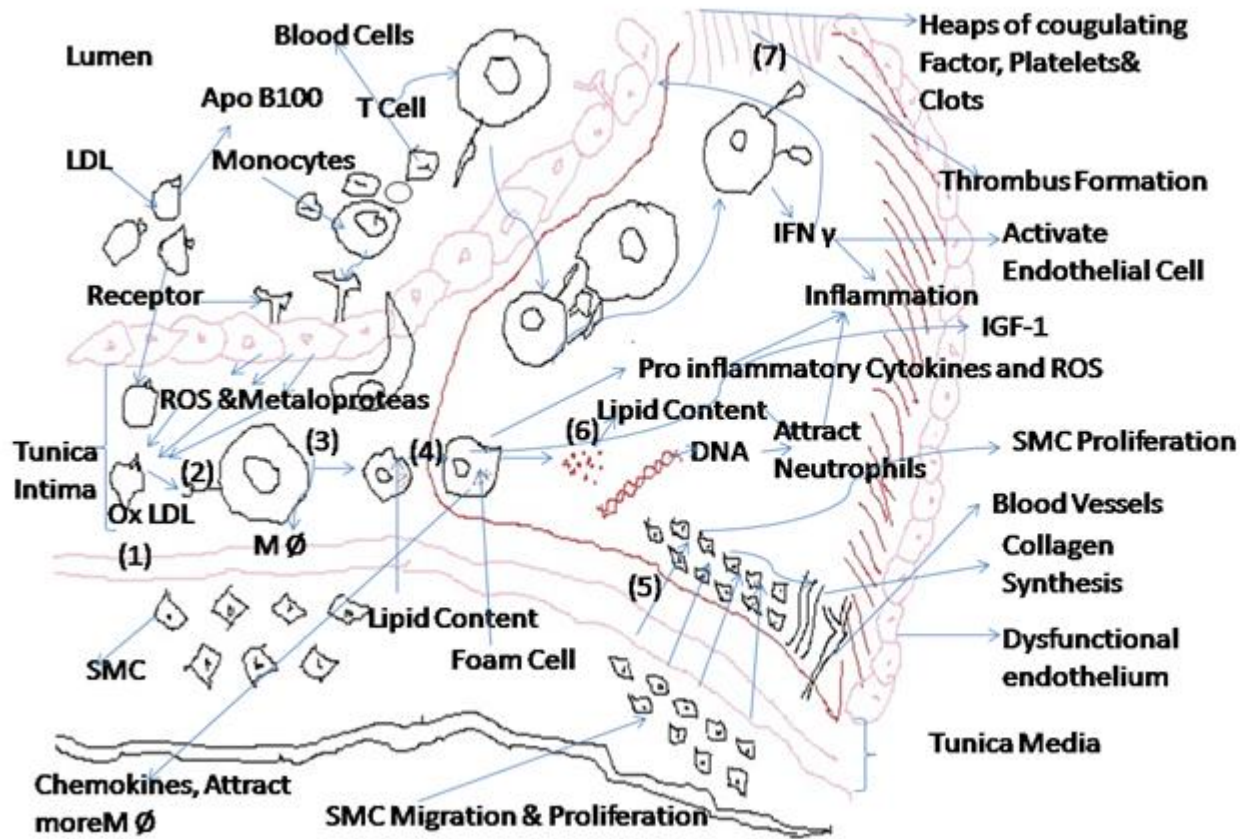 Lumen
Blood Cells
Apo B100
T Cell
LDL
Monocytes
Receptor
(7)
Heaps of cougulating
Factor, Platelets&
Clots
Thrombus Formation
IFN γ
Activate
Endothelial Cell
Inflammation
IGF-1
Pro inflammatory Cytokines and ROS
ROS &Metaloproteas
Lipid Content
(6)
(3)
(4)
(2)
DNA
Attract
Neutrophils
SMC Proliferation
Tunica
Intima
Ox LDL
(1)
M Ø
Blood Vessels
Collagen
Synthesis
(5)
Lipid Content
Foam Cell
SMC
Dysfunctional
endothelium
Tunica Media
Chemokines, Attract
moreM Ø
SMC Migration & Proliferation